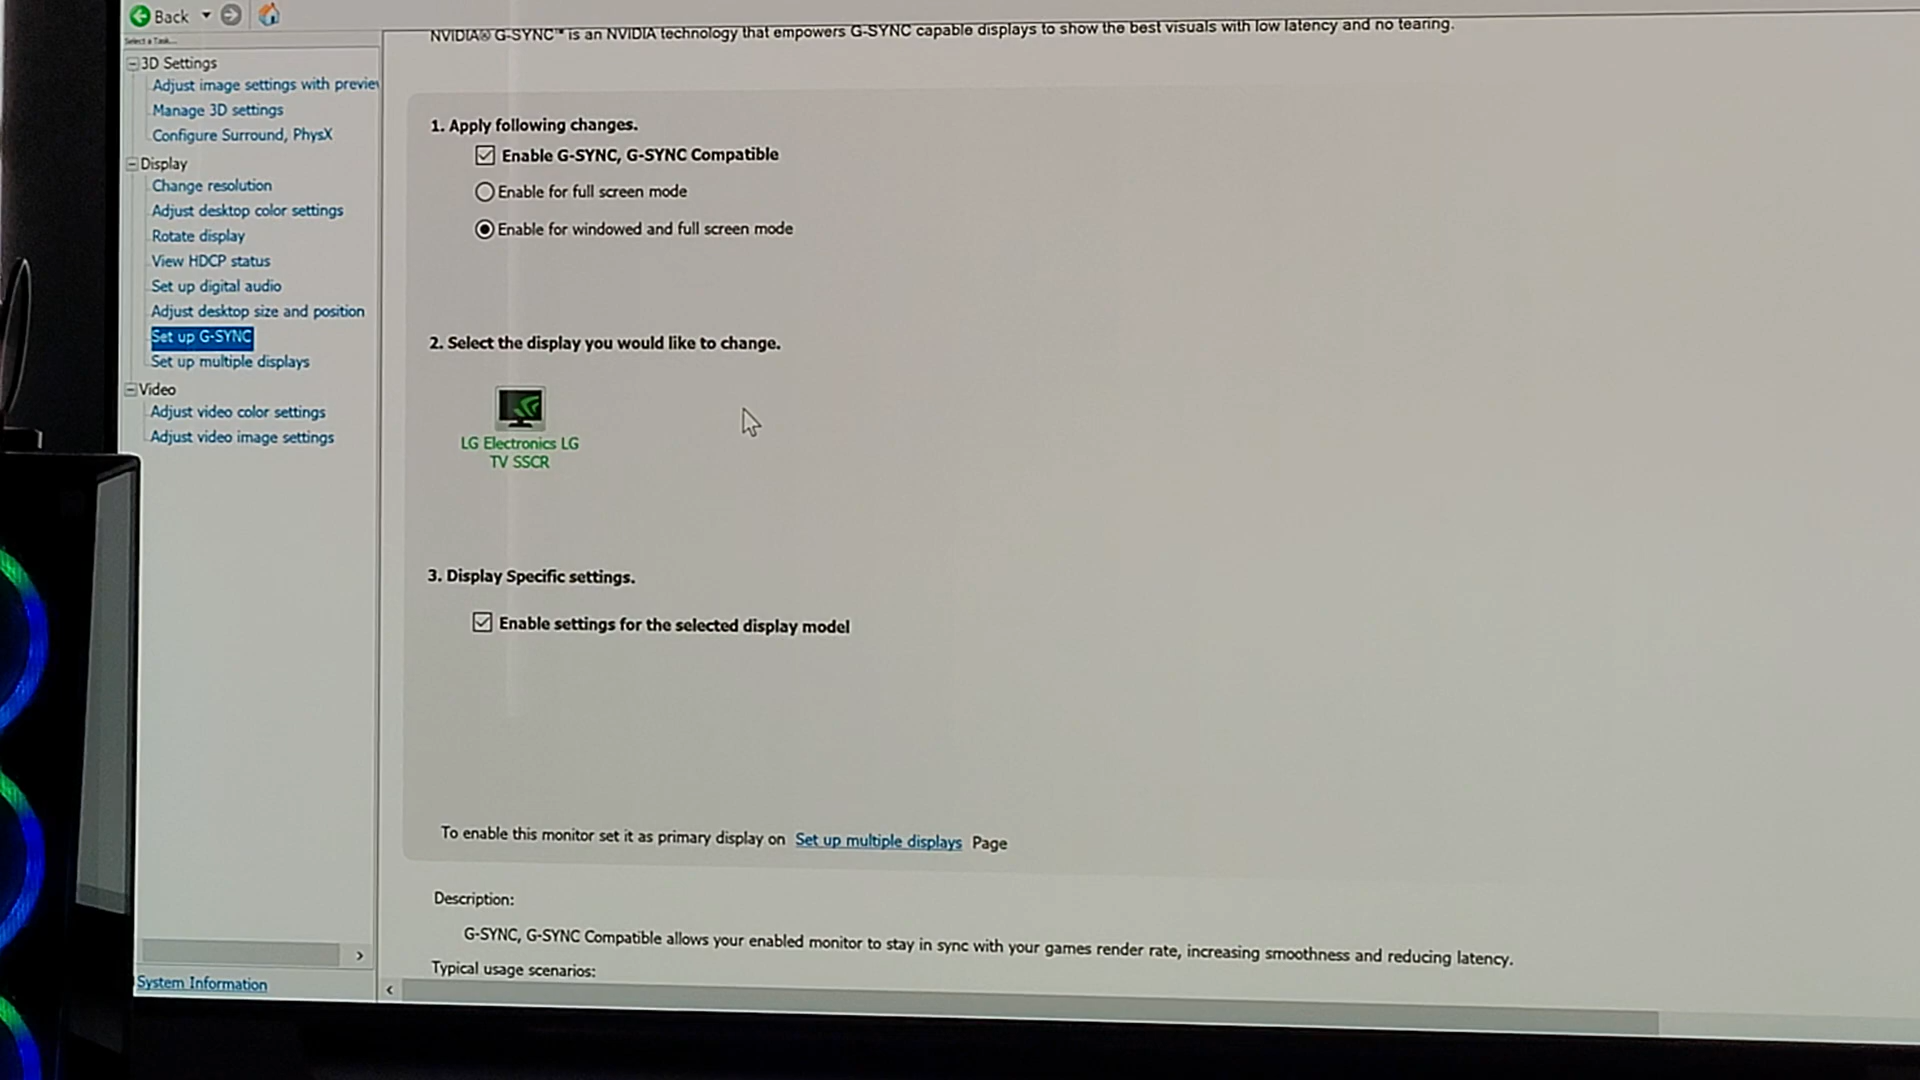 Back
NVIDIA® G-SYNC™ is an NVIDIA technology that empowers G-SYNC capable displays to show the best visuals with low latency and no tearing.
Select a Task...
3D Settings
Adjust image settings with preview
Manage 3D settings
Configure Surround, PhysX
Display
Change resolution
Adjust desktop color settings
Rotate display
View HDCP status
Set up digital audio
Adjust desktop size and position
Set up G-SYNC
Set up multiple displays
Video
Adjust video color settings
Adjust video image settings
System Information
1. Apply following changes.
Enable G-SYNC, G-SYNC Compatible
Enable for full screen mode
Enable for windowed and full screen mode
2. Select the display you would like to change.
LG Electronics LG
TV SSCR
3. Display Specific settings.
Enable settings for the selected display model
To enable this monitor set it as primary display on Set up multiple displays Page
Description:
G-SYNC, G-SYNC Compatible allows your enabled monitor to stay in sync with your games render rate, increasing smoothness and reducing latency.
Typical usage scenarios: